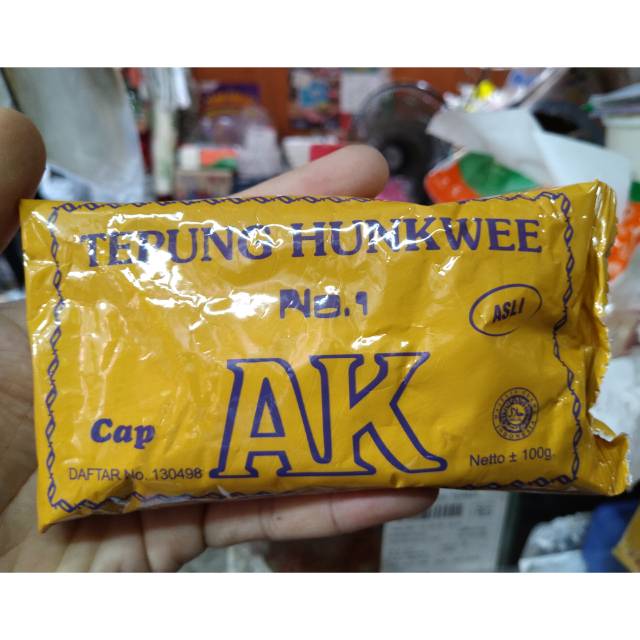 TEPUNG HUNKWEE
No.1
ASLI
AK
Cap
DAFTAR No. 130498
Netto ± 100g.